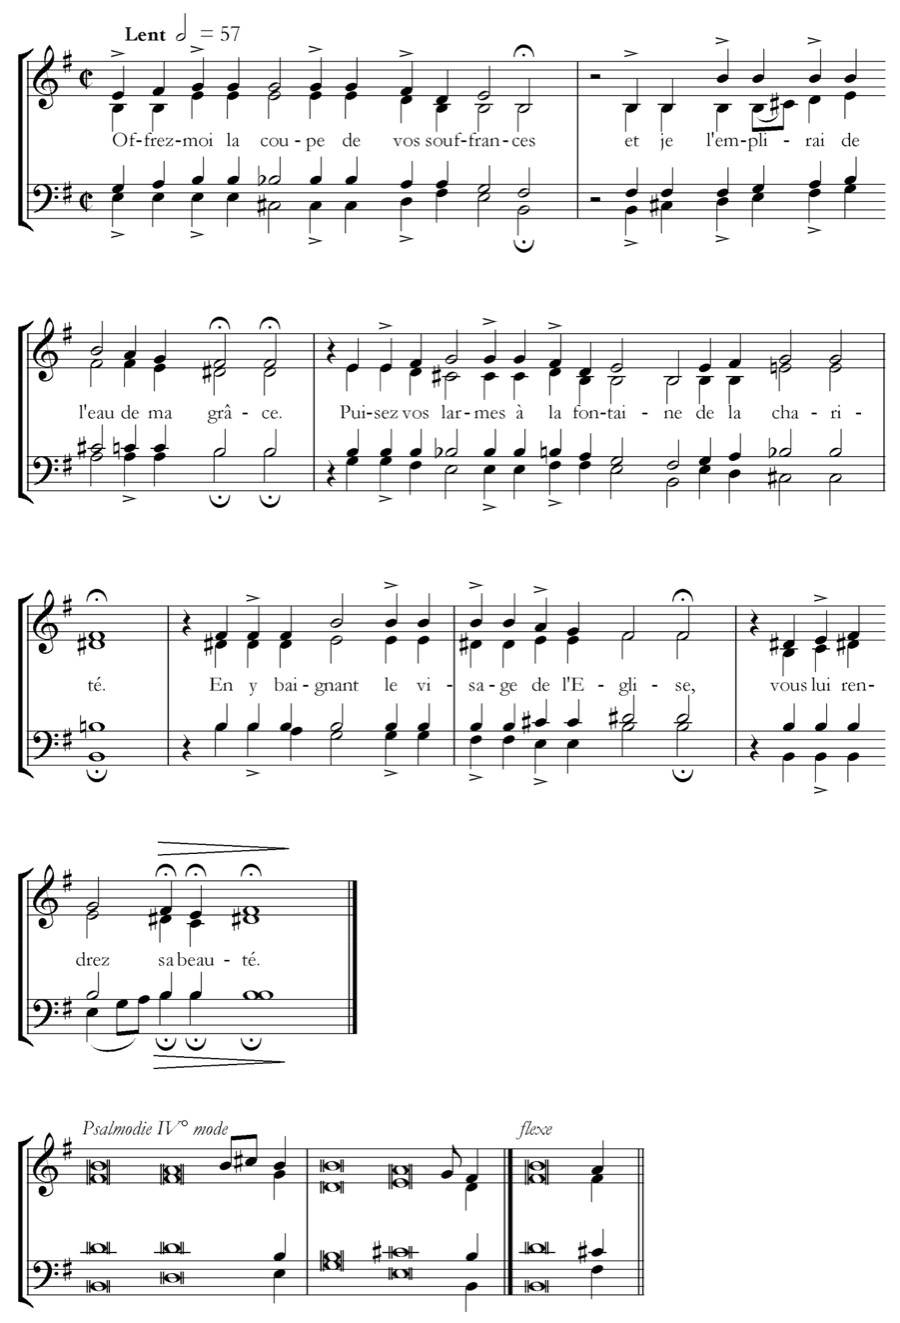 Lent 𝅗𝅥 = 57
Of-frez-moi la cou-pe de vos souf-fran-ces et je l'em-pli-rai de
l'eau de ma grâ-ce. Pui-sez vos lar-mes à la fon-tai-ne de la cha-ri-
té. En y bai-gnant le vi-sa-ge de l'E-gli-se, vous lui ren-
drez sa beau-té.
Psalmodie IV° mode flexe